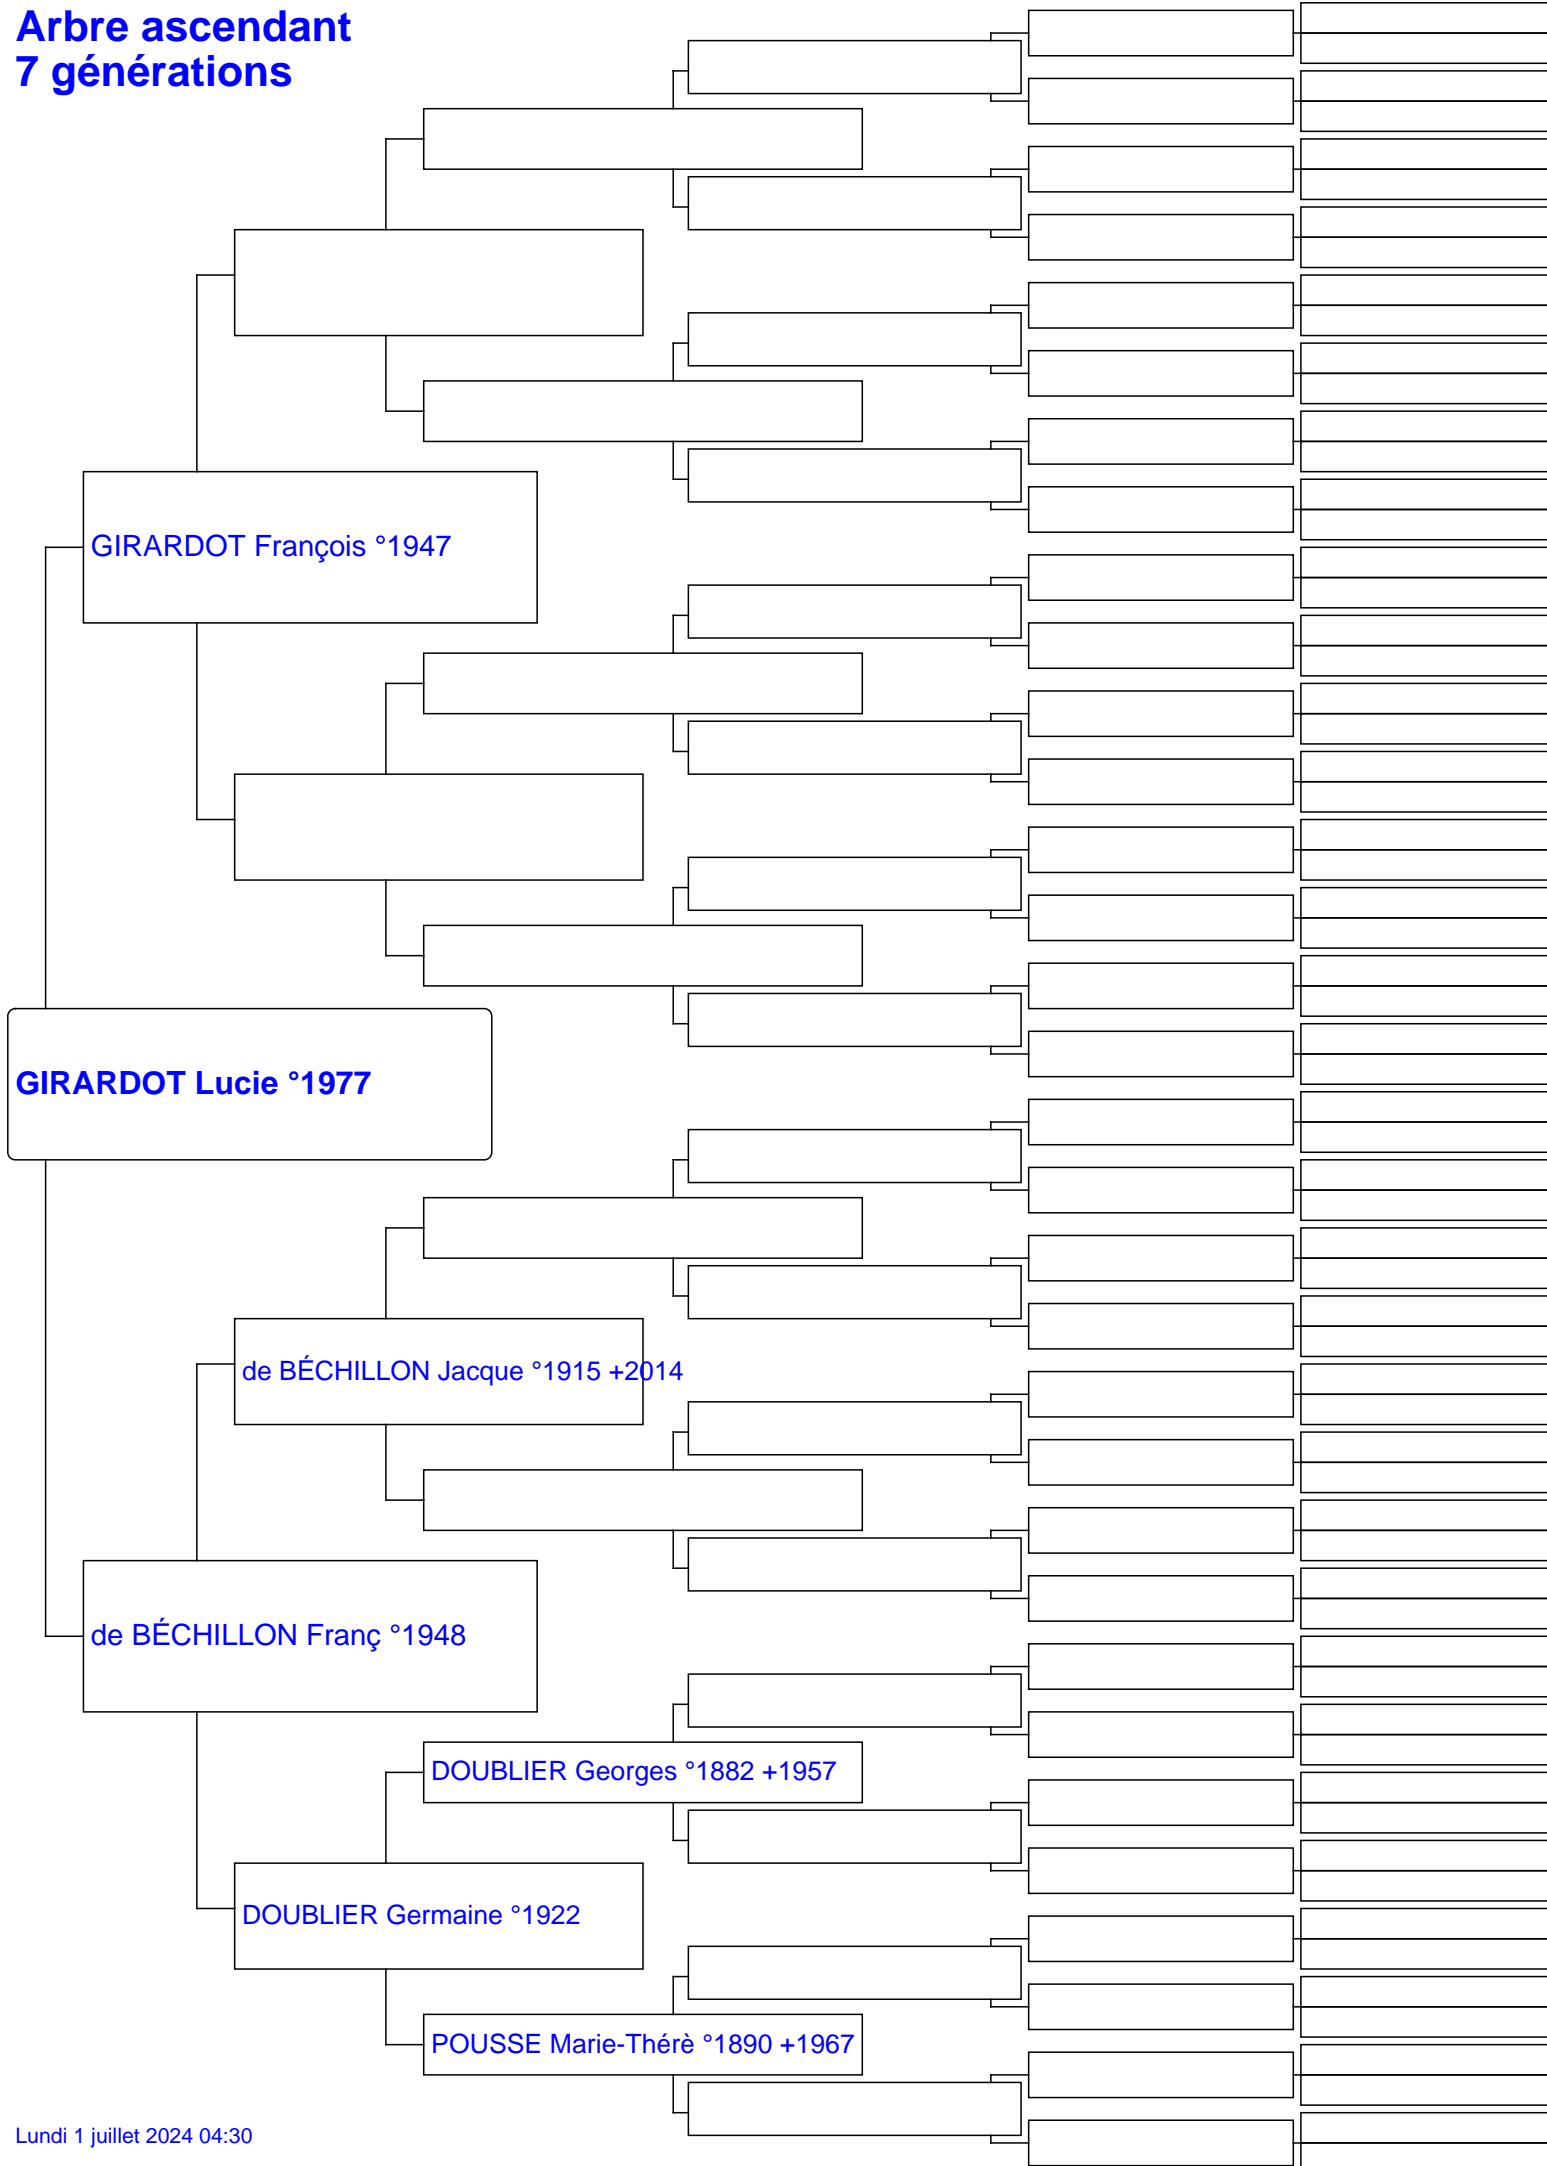 Arbre ascendant
7 générations
GIRARDOT François °1947
GIRARDOT Lucie °1977
de BÉCHILLON Jacque °1915 +2014
de BÉCHILLON Franç °1948
DOUBLIER Georges °1882 +1957
DOUBLIER Germaine °1922
POUSSE Marie-Thérè °1890 +1967
Lundi 1 juillet 2024 04:30